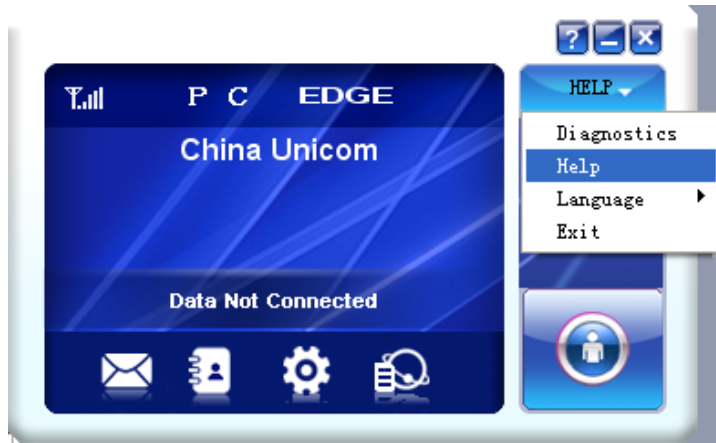 ?
P C EDGE
HELP
China Unicom
Diagnostics
Help
Language
Exit
Data Not Connected